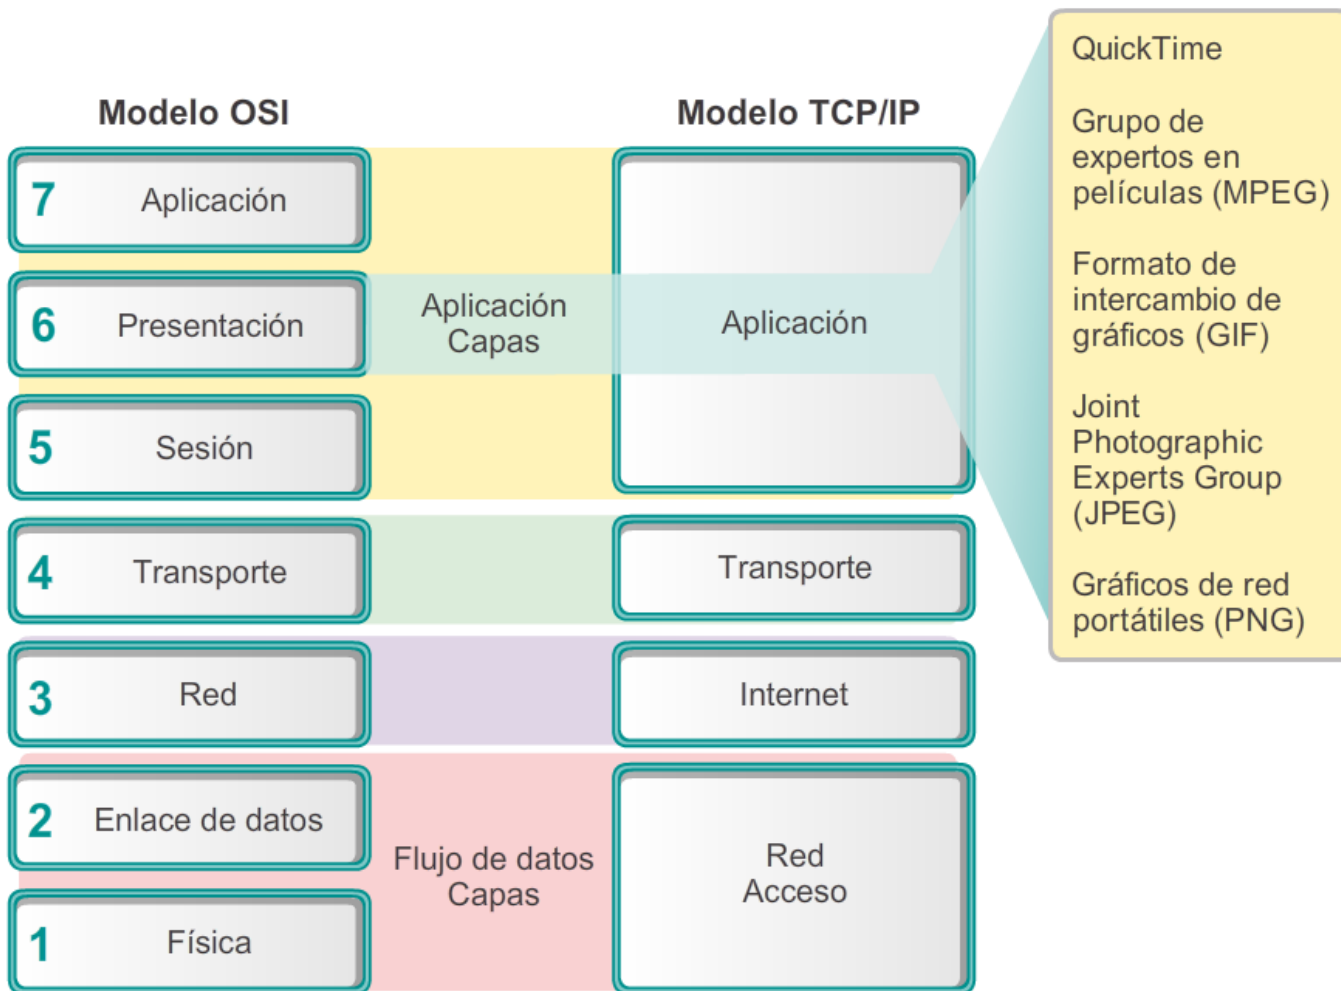 Modelo OSI
Modelo TCP/IP
7 Aplicación
6 Presentación
5 Sesión
4 Transporte
3 Red
2 Enlace de datos
1 Física
Aplicación
Capas
Flujo de datos
Capas
Aplicación
Transporte
Internet
Red
Acceso
QuickTime
Grupo de
expertos en
películas (MPEG)
Formato de
intercambio de
gráficos (GIF)
Joint
Photographic
Experts Group
(JPEG)
Gráficos de red
portátiles (PNG)